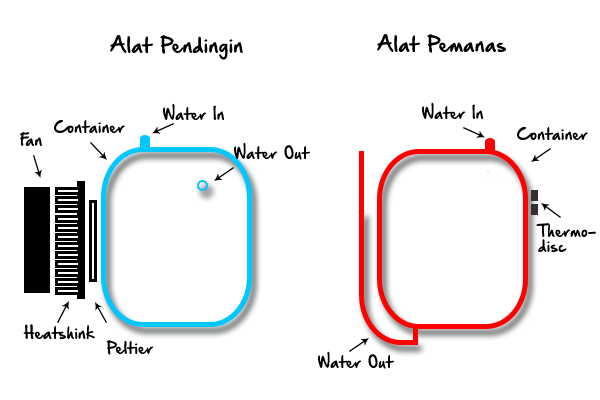 Alat Pendingin
Alat Pemanas
Water In
Container
Fan
Water Out
Heatshink
Peltier
Water In
Container
Thermo-
disc
Water Out